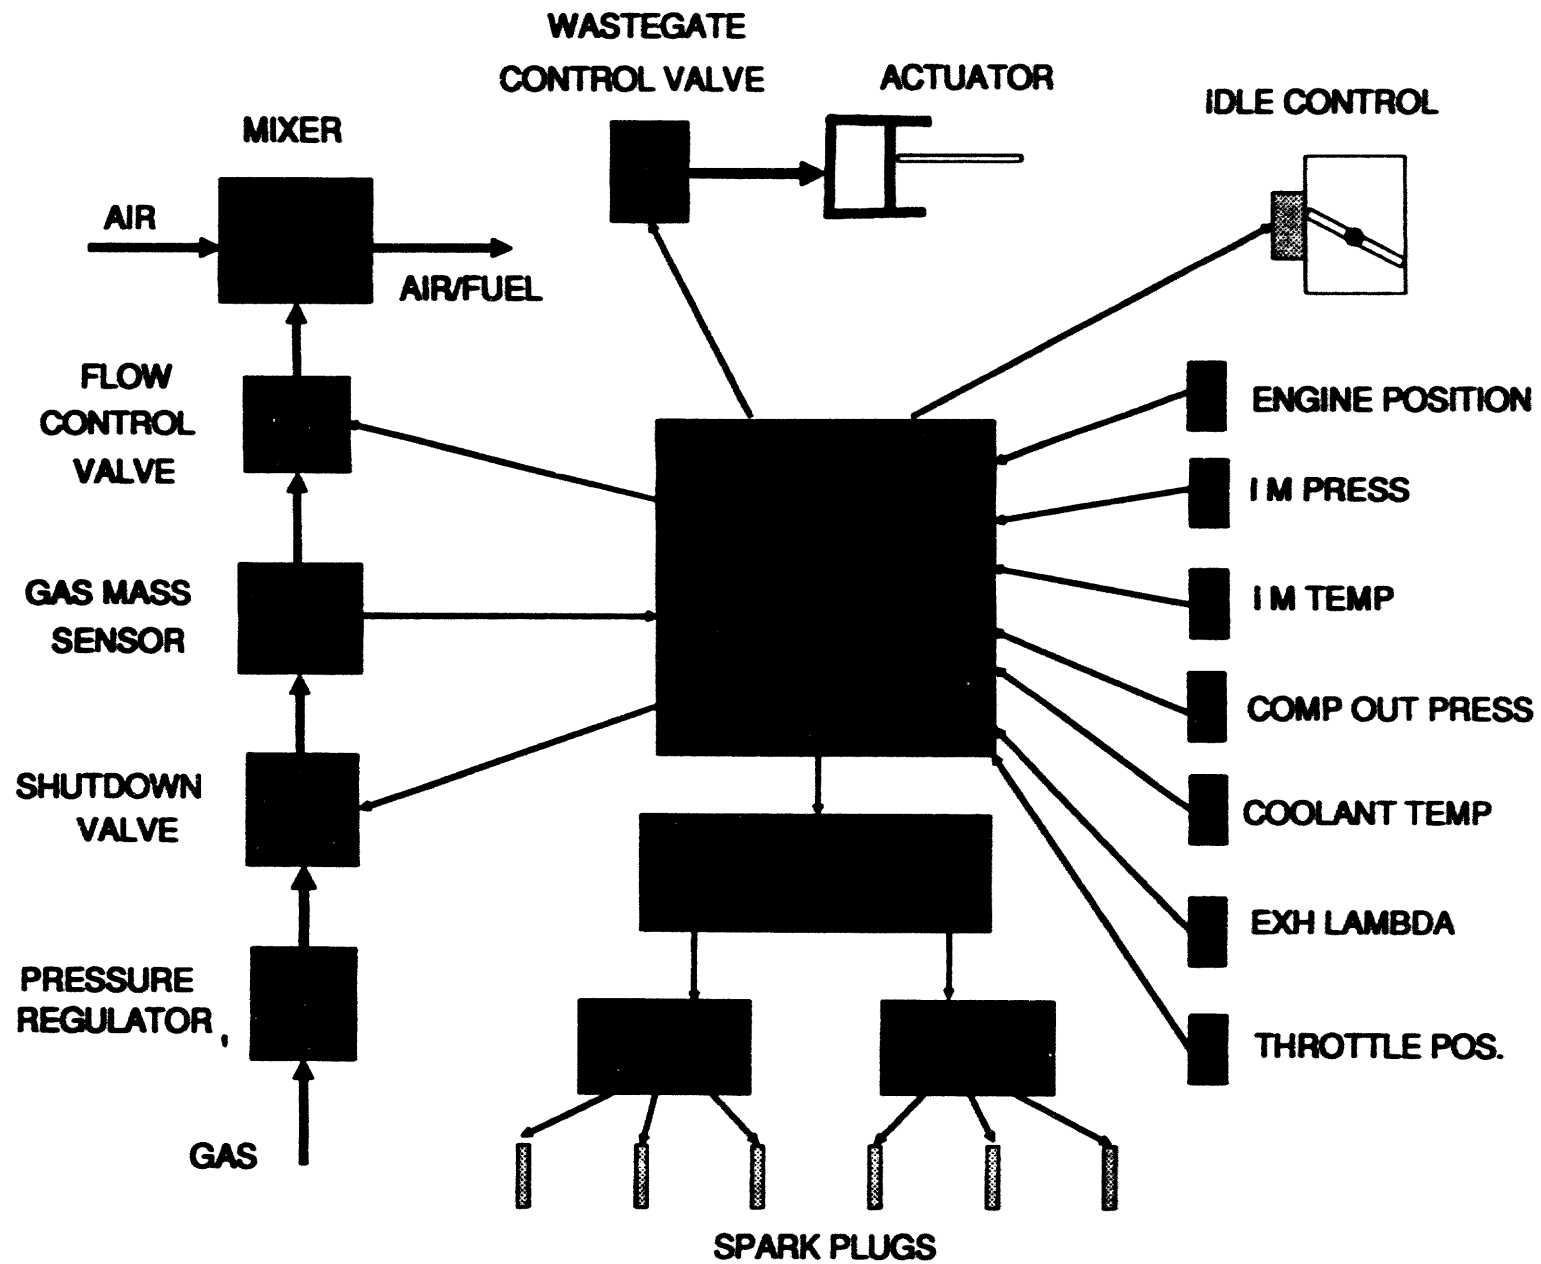 WASTEGATE
CONTROL VALVE
ACTUATOR
IDLE CONTROL
MIXER
AIR
AIR/FUEL
FLOW
CONTROL
VALVE
ENGINE POSITION
I M PRESS
GAS MASS
SENSOR
I M TEMP
COMP OUT PRESS
SHUTDOWN
VALVE
COOLANT TEMP
EXH LAMBDA
PRESSURE
REGULATOR
THROTTLE POS.
GAS
SPARK PLUGS